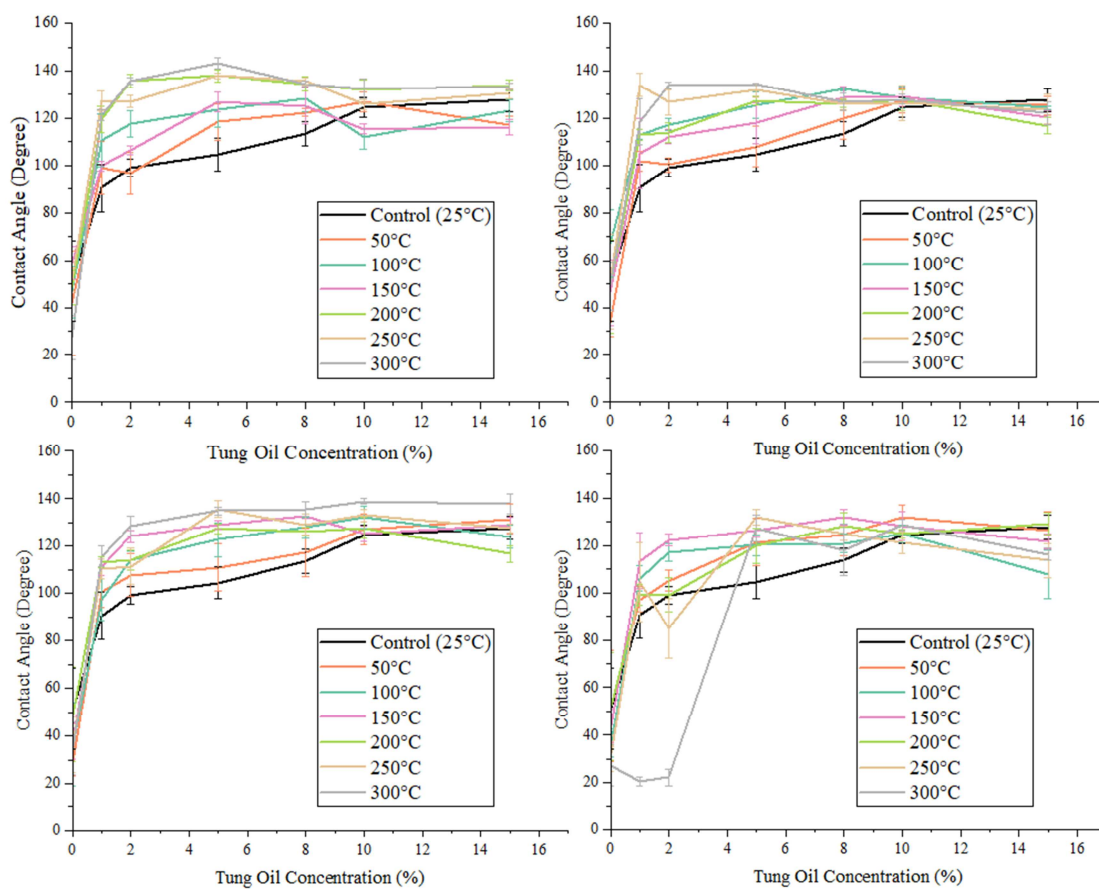 160
140
120
100
80
60
40
20
0
Contact Angle (Degree)
Control (25°C)
50°C
100°C
150°C
200°C
250°C
300°C
0 2 4 6 8 10 12 14 16
Tung Oil Concentration (%)
160
140
120
100
80
60
40
20
0
Contact Angle (Degree)
Control (25°C)
50°C
100°C
150°C
200°C
250°C
300°C
0 2 4 6 8 10 12 14 16
Tung Oil Concentration (%)
160
140
120
100
80
60
40
20
0
Contact Angle (Degree)
Control (25°C)
50°C
100°C
150°C
200°C
250°C
300°C
0 2 4 6 8 10 12 14 16
Tung Oil Concentration (%)
160
140
120
100
80
60
40
20
0
Contact Angle (Degree)
Control (25°C)
50°C
100°C
150°C
200°C
250°C
300°C
0 2 4 6 8 10 12 14 16
Tung Oil Concentration (%)